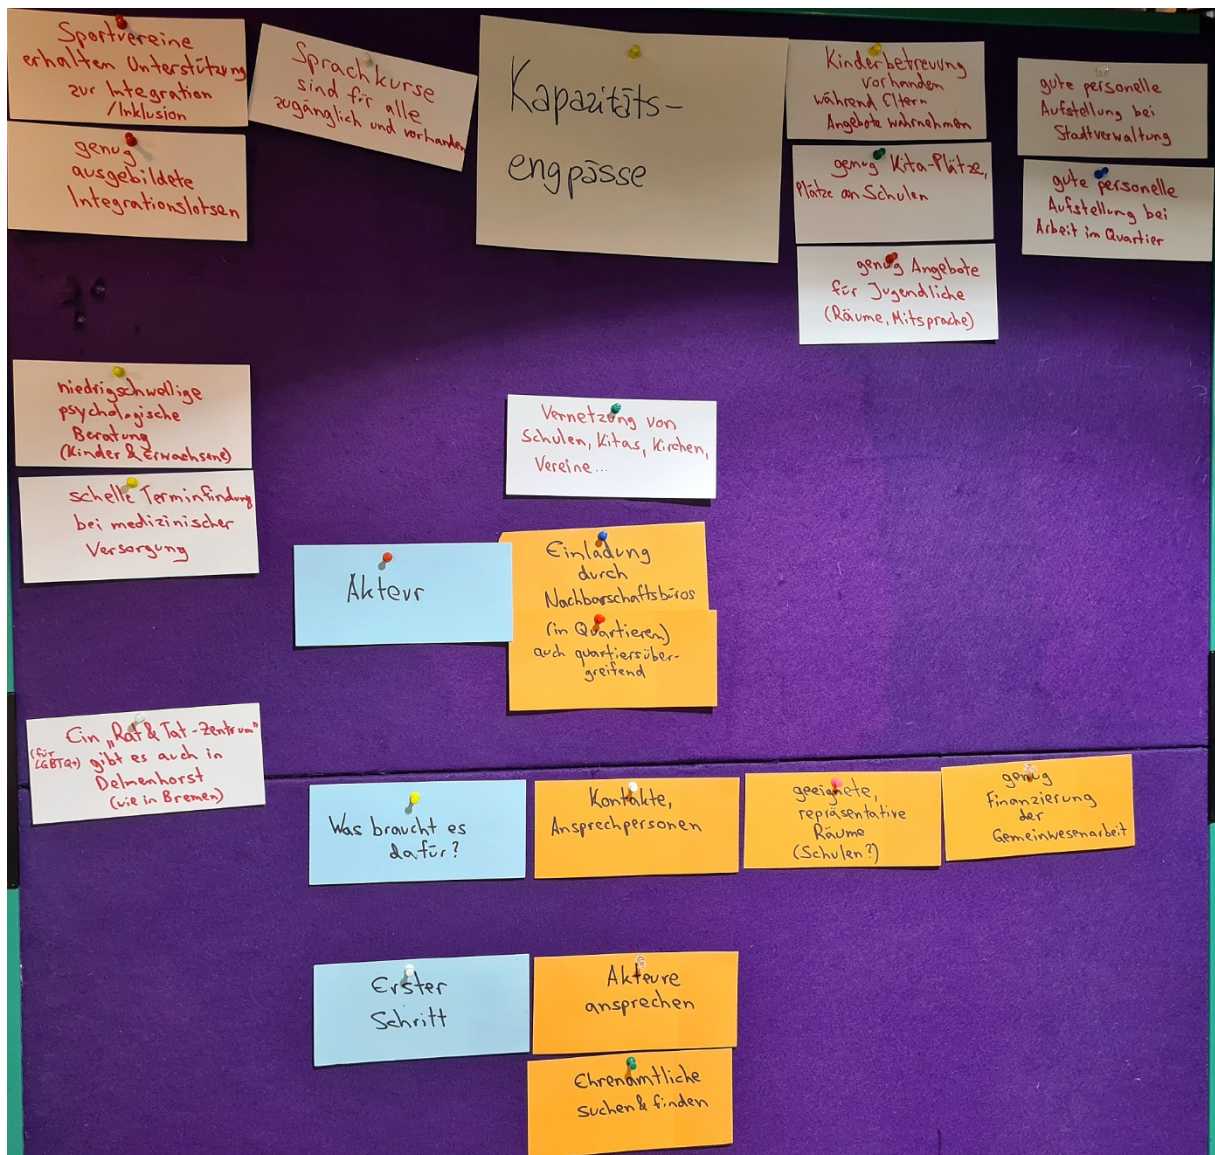 Sportvereine
erhalten Unterstützung
zur Integration
/Inklusion
genug
ausgebildete
Integrationslotsen
Sprachkurse
sind für alle
zugänglich und vorhanden
Kapazitäts-
engpässe
Kinderbetreuung
vorhanden
während Eltern
Angebote wahrnehmen
genug Kita-Plätze,
Plätze an Schulen
genug Angebote
für Jugendliche
(Räume, Mitsprache)
gute personelle
Aufstellung bei
Stadtverwaltung
gute personelle
Aufstellung bei
Arbeit im Quartier
niedrigschwellige
psychologische
Beratung
(Kinder & Erwachsene)
schelle Terminfindung
bei medizinischer
Versorgung
Vernetzung von
Schulen, Kitas, Kirchen,
Vereine...
Akteur
Einladung
durch
Nachbarschaftsbüros
(in Quartieren)
auch quartiersüber-
greifend
Ein „Rat & Tat-Zentrum"
(für LGBTQ+) gibt es auch in
Delmenhorst
(wie in Bremen)
Was braucht es
dafür?
Kontakte,
Ansprechpersonen
geeignete,
repräsentative
Räume
(Schulen?)
genug
Finanzierung
der
Gemeinwesenarbeit
Erster
Schritt
Akteure
ansprechen
Ehrenamtliche
suchen & finden